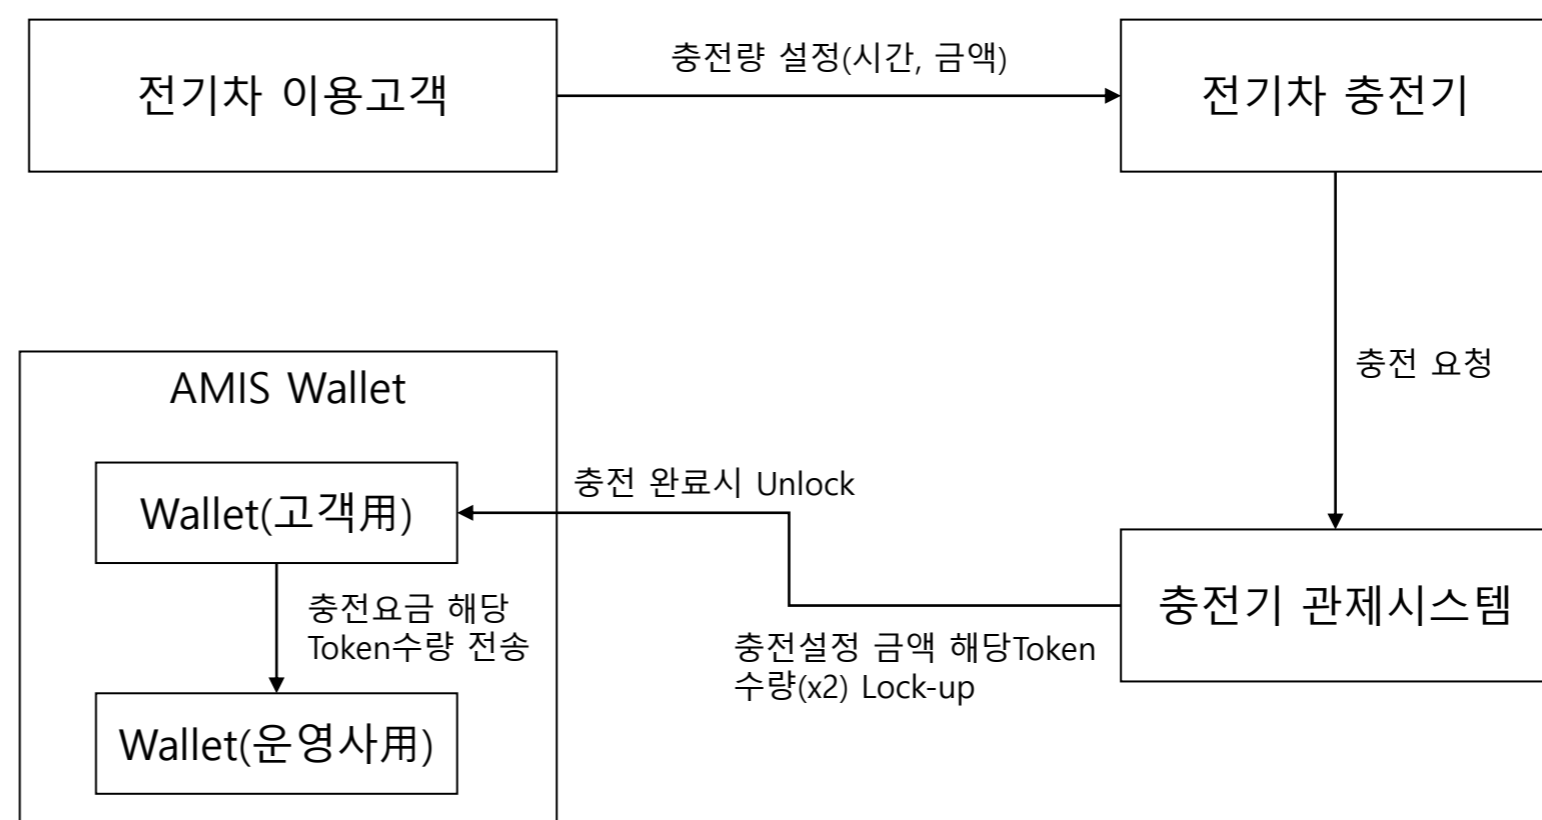 전기차 이용고객
충전량 설정(시간, 금액)
전기차 충전기
충전 요청
AMIS Wallet
Wallet(고객用)
충전 완료시 Unlock
충전요금 해당
Token수량 전송
충전설정 금액 해당Token
수량(x2) Lock-up
충전기 관제시스템
Wallet(운영사用)